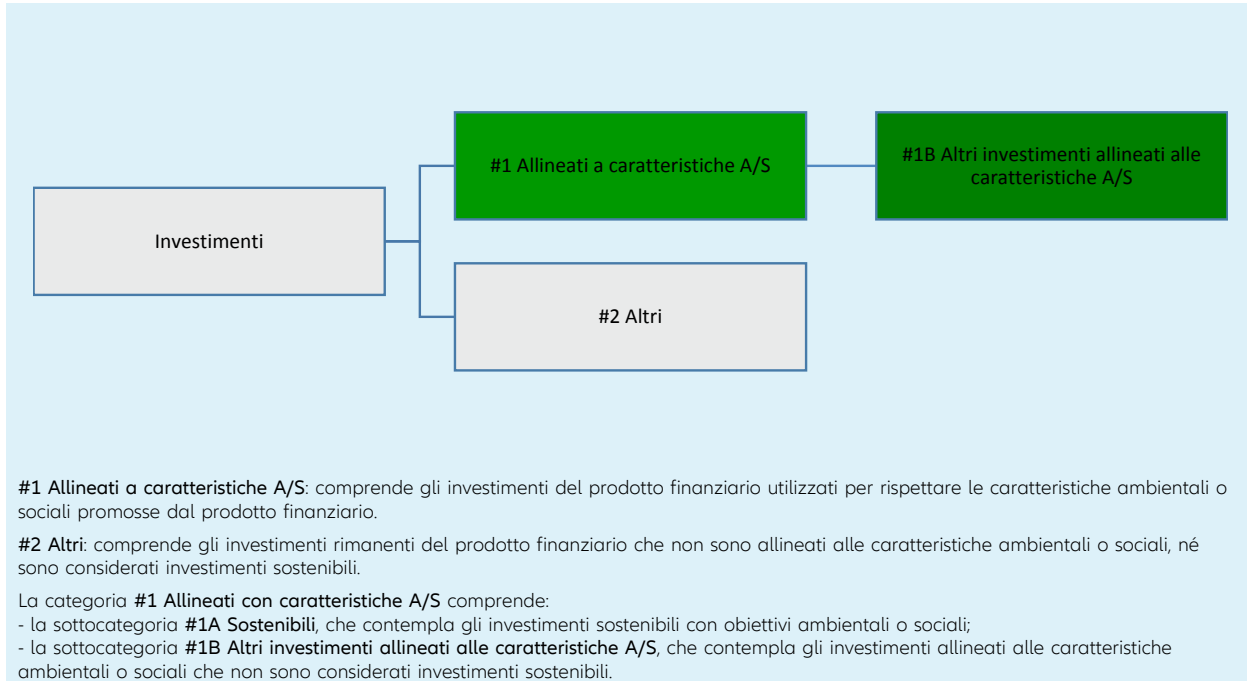 #1 Allineati a caratteristiche A/S
#1B Altri investimenti allineati alle
caratteristiche A/S
Investimenti
#2 Altri
#1 Allineati a caratteristiche A/S: comprende gli investimenti del prodotto finanziario utilizzati per rispettare le caratteristiche ambientali o
sociali promosse dal prodotto finanziario.
#2 Altri: comprende gli investimenti rimanenti del prodotto finanziario che non sono allineati alle caratteristiche ambientali o sociali, né
sono considerati investimenti sostenibili.
La categoria #1 Allineati con caratteristiche A/S comprende:
- la sottocategoria #1A Sostenibili, che contempla gli investimenti sostenibili con obiettivi ambientali o sociali;
- la sottocategoria #1B Altri investimenti allineati alle caratteristiche A/S, che contempla gli investimenti allineati alle caratteristiche
ambientali o sociali che non sono considerati investimenti sostenibili.